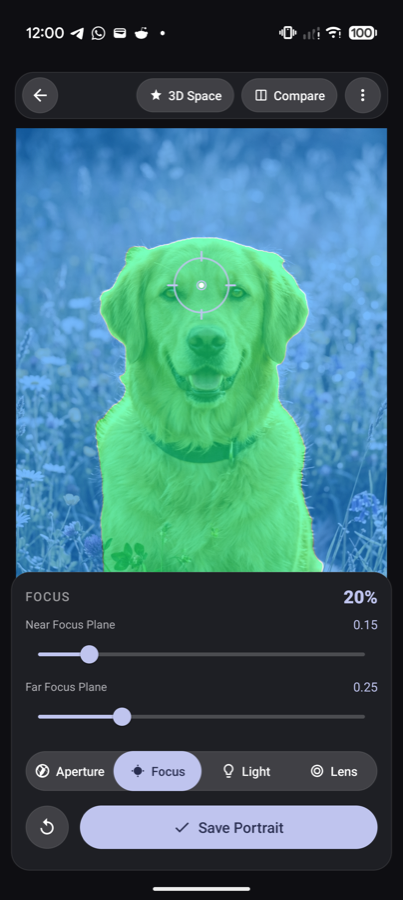 12:00
100
3D Space
Compare
FOCUS
20%
Near Focus Plane
0.15
Far Focus Plane
0.25
Aperture
Focus
Light
Lens
Save Portrait